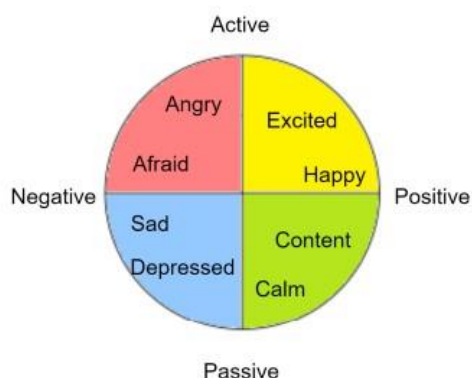 Active
Angry
Excited
Afraid
Happy
Negative
Positive
Sad
Content
Depressed
Calm
Passive